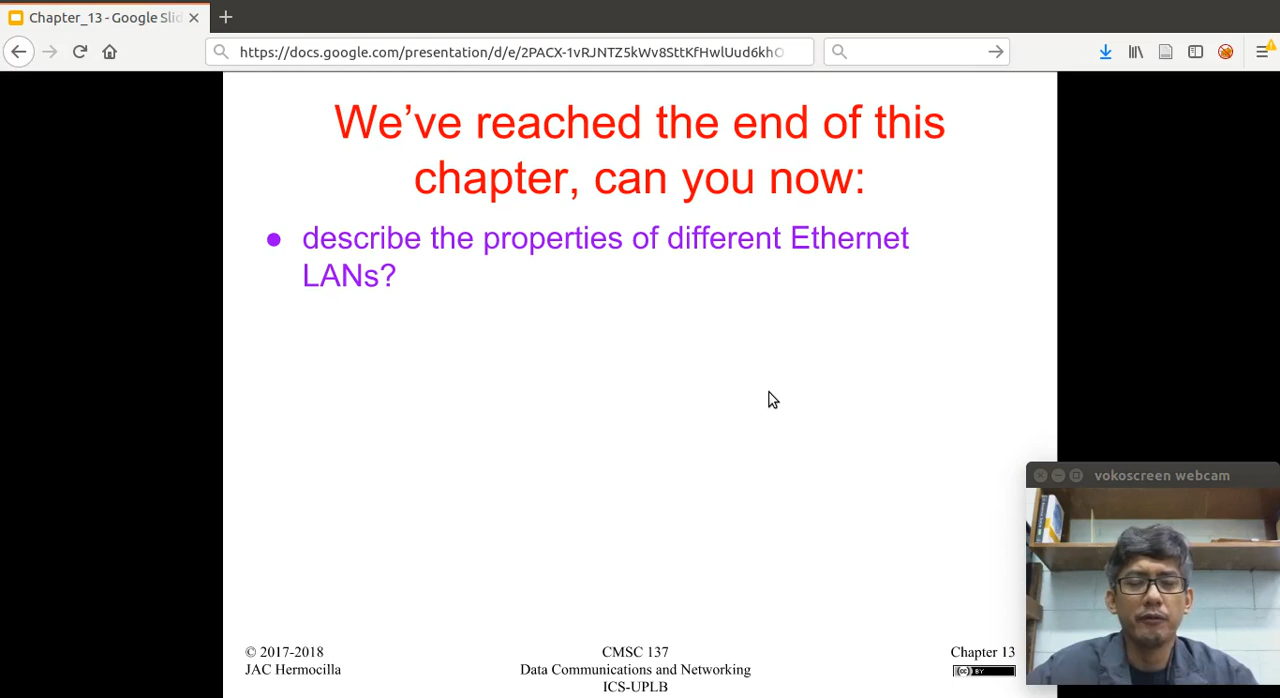 Chapter_13 - Google Slid
https://docs.google.com/presentation/d/e/2PACX-1vRJNTZ5kWv8SttKfHwlUud6khO
We've reached the end of this
chapter, can you now:
● describe the properties of different Ethernet
LANs?
vokoscreen webcam
© 2017-2018
JAC Hermocilla
CMSC 137
Data Communications and Networking
ICS-UPLB
Chapter 13
(cc) BY